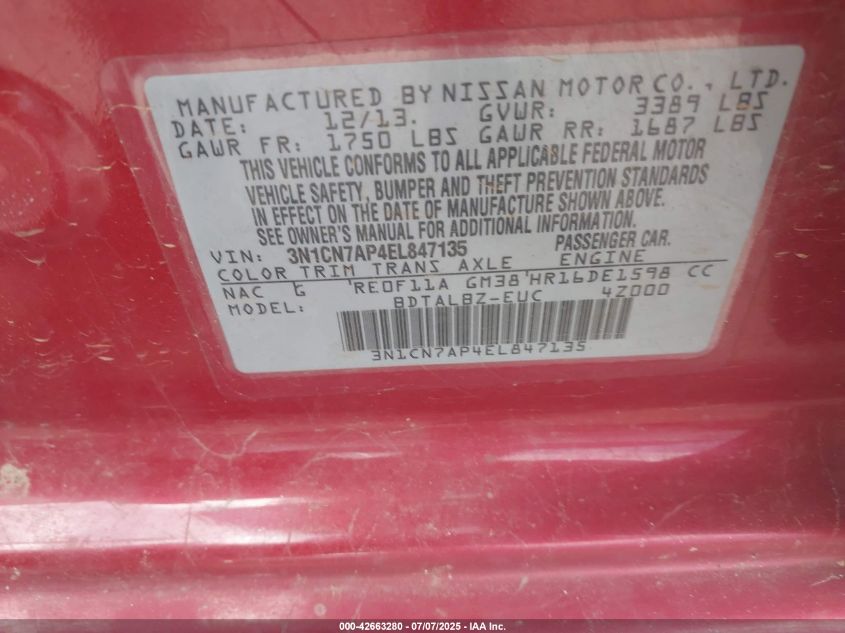 MANUFACTURED BY NISSAN MOTOR CO., LTD.
DATE: 12/13. GVWR: 3389 LBS
GAWR FR: 1750 LBS GAWR RR: 1687 LBS
THIS VEHICLE CONFORMS TO ALL APPLICABLE FEDERAL MOTOR
VEHICLE SAFETY, BUMPER AND THEFT PREVENTION STANDARDS
IN EFFECT ON THE DATE OF MANUFACTURE SHOWN ABOVE.
SEE OWNER'S MANUAL FOR ADDITIONAL INFORMATION.
VIN: 3N1CN7AP4EL847135 PASSENGER CAR.
COLOR TRIM TRANS AXLE ENGINE
NAC G RE0F11A GM38 HR16DE1598 CC
MODEL: BDTALBZ-EUC 4Z000
3N1CN7AP4EL847135
000-42663280 - 07/07/2025 - IAA Inc.